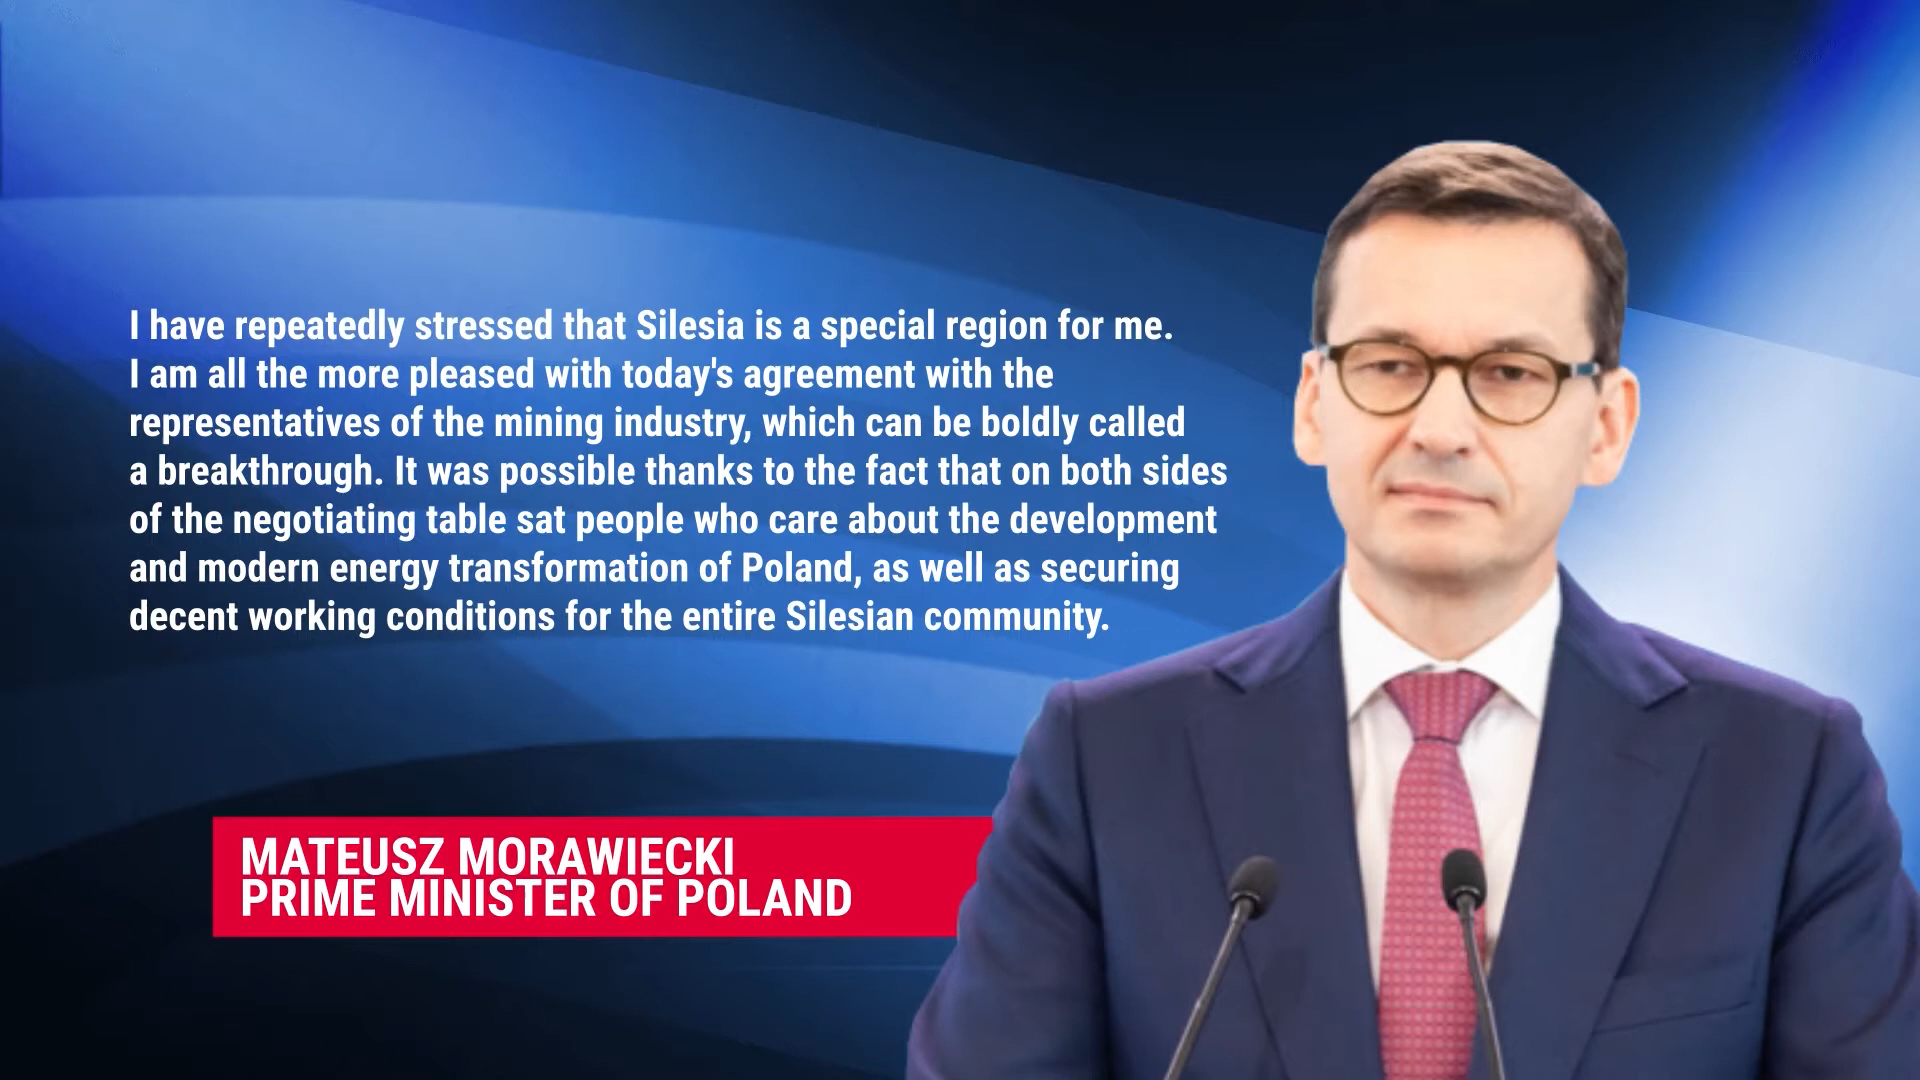 I have repeatedly stressed that Silesia is a special region for me.
I am all the more pleased with today's agreement with the
representatives of the mining industry, which can be boldly called
a breakthrough. It was possible thanks to the fact that on both sides
of the negotiating table sat people who care about the development
and modern energy transformation of Poland, as well as securing
decent working conditions for the entire Silesian community.
MATEUSZ MORAWIECKI
PRIME MINISTER OF POLAND